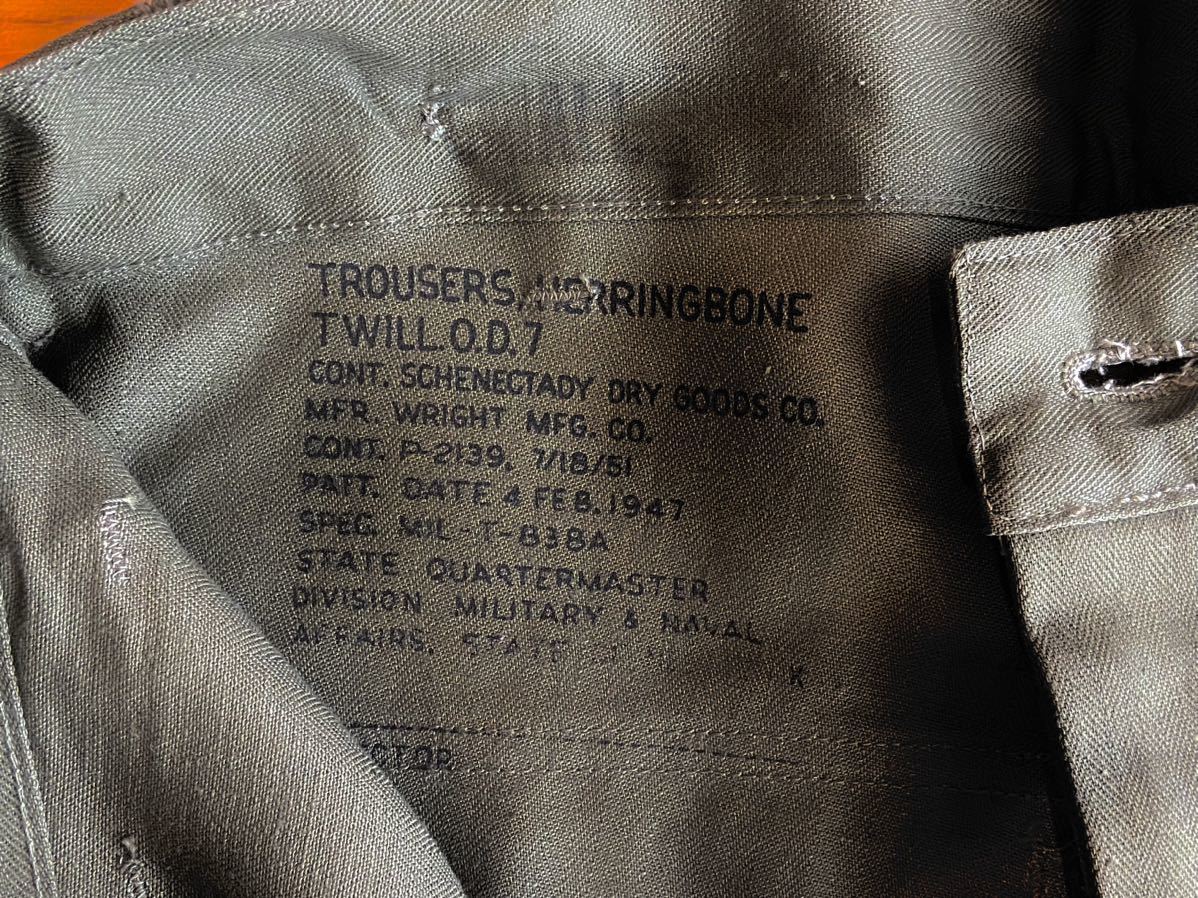 TROUSERS, HERRINGBONE
TWILL.O.D.7
CONT. SCHENECTADY DRY GOODS CO.
MFR. WRIGHT MFG. CO.
CONT. P-2139, 7/18/51
PATT. DATE 4 FEB. 1947
SPEC. MIL-T-838A
STATE QUARTERMASTER
DIVISION MILITARY & NAVAL
AFFAIRS. STATE